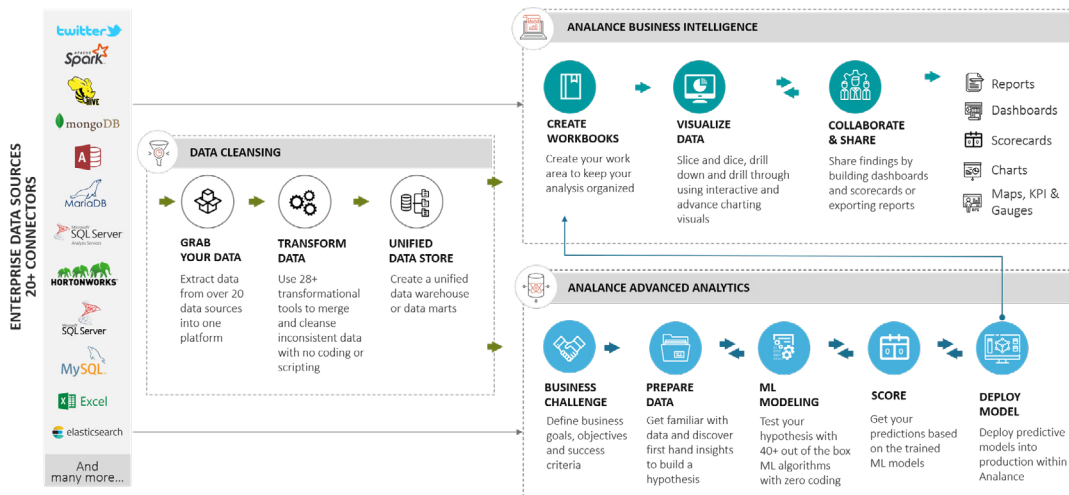 ENTERPRISE DATA SOURCES
20+ CONNECTORS
twitter
APACHE
Spark
HIVE
mongoDB
A
MariaDB
Microsoft
SQL Server
Analysis Services
HORTONWORKS
Microsoft
SQL Server
MySQL
Excel
elasticsearch
And
many more...
DATA CLEANSING
GRAB
YOUR DATA
Extract data
from over 20
data sources
into one
platform
TRANSFORM
DATA
Use 28+
transformational
tools to merge
and cleanse
inconsistent data
with no coding or
scripting
UNIFIED
DATA STORE
Create a unified
data warehouse
or data marts
ANALANCE BUSINESS INTELLIGENCE
CREATE
WORKBOOKS
Create your work
area to keep your
analysis organized
VISUALIZE
DATA
Slice and dice, drill
down and drill through
using interactive and
advance charting
visuals
COLLABORATE
& SHARE
Share findings by
building dashboards
and scorecards or
exporting reports
Reports
Dashboards
Scorecards
Charts
Maps, KPI &
Gauges
ANALANCE ADVANCED ANALYTICS
BUSINESS
CHALLENGE
Define business
goals, objectives
and success
criteria
PREPARE
DATA
Get familiar with
data and discover
first hand insights
to build a
hypothesis
ML
MODELING
Test your
hypothesis with
40+ out of the box
ML algorithms
with zero coding
SCORE
Get your
predictions based
on the trained
ML models
DEPLOY
MODEL
Deploy predictive
models into
production within
Analance